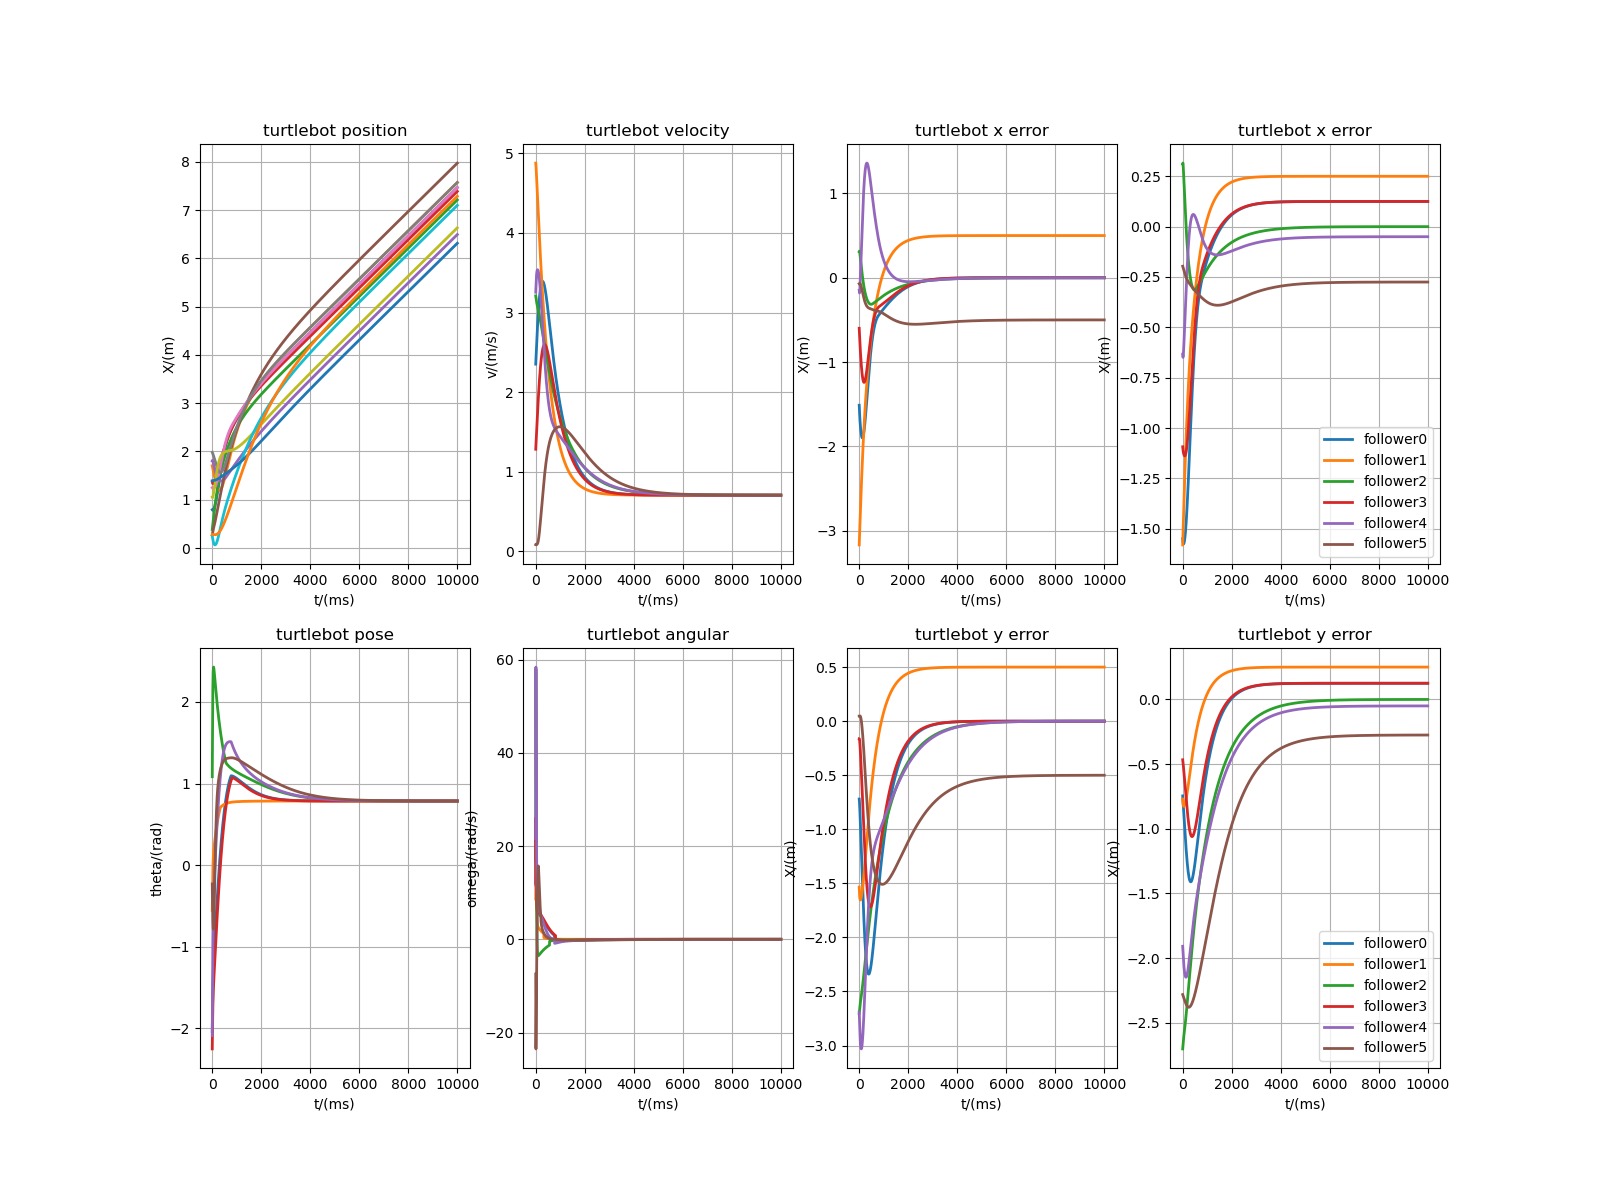 turtlebot position
8
7
6
5
4
3
2
1
0
X/(m)
0 2000 4000 6000 8000 10000
t/(ms)
turtlebot velocity
5
4
3
2
1
0
v/(m/s)
0 2000 4000 6000 8000 10000
t/(ms)
turtlebot x error
1
0
−1
−2
−3
X/(m)
0 2000 4000 6000 8000 10000
t/(ms)
turtlebot x error
0.25
0.00
−0.25
−0.50
−0.75
−1.00
−1.25
−1.50
X/(m)
follower0
follower1
follower2
follower3
follower4
follower5
0 2000 4000 6000 8000 10000
t/(ms)
turtlebot pose
2
1
0
−1
−2
theta/(rad)
0 2000 4000 6000 8000 10000
t/(ms)
turtlebot angular
60
40
20
0
−20
omega/(rad/s)
0 2000 4000 6000 8000 10000
t/(ms)
turtlebot y error
0.5
0.0
−0.5
−1.0
−1.5
−2.0
−2.5
−3.0
X/(m)
0 2000 4000 6000 8000 10000
t/(ms)
turtlebot y error
0.0
−0.5
−1.0
−1.5
−2.0
−2.5
X/(m)
follower0
follower1
follower2
follower3
follower4
follower5
0 2000 4000 6000 8000 10000
t/(ms)